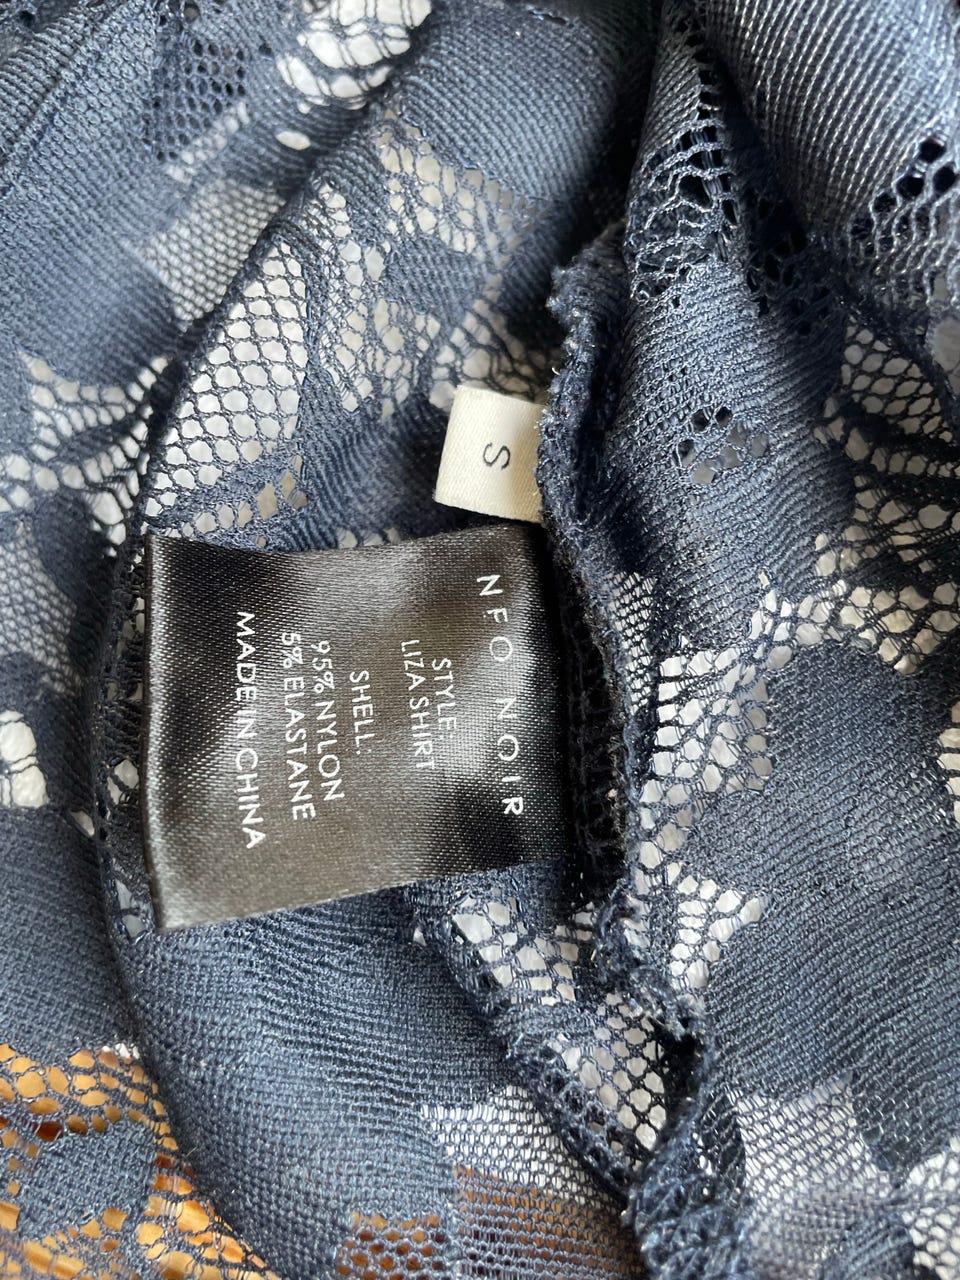 S
NFO NOIR
STYLE:
LIZA SHIRT
SHELL:
95% NYLON
5% ELASTANE
MADE IN CHINA